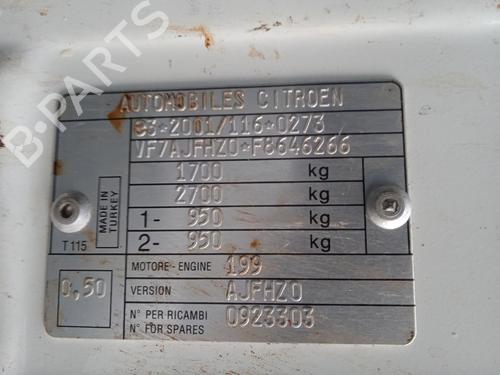 AUTOMOBILES CITROEN
e3*2001/116*0273
VF7AJFHZ0*F8646266
1700 kg
2700 kg
1- 950 kg
2- 950 kg
MADE IN TURKEY
T115
0,50
MOTORE - ENGINE 199
VERSION AJFHZ0
N° PER RICAMBI
N° FOR SPARES 0923303
B-PARTS